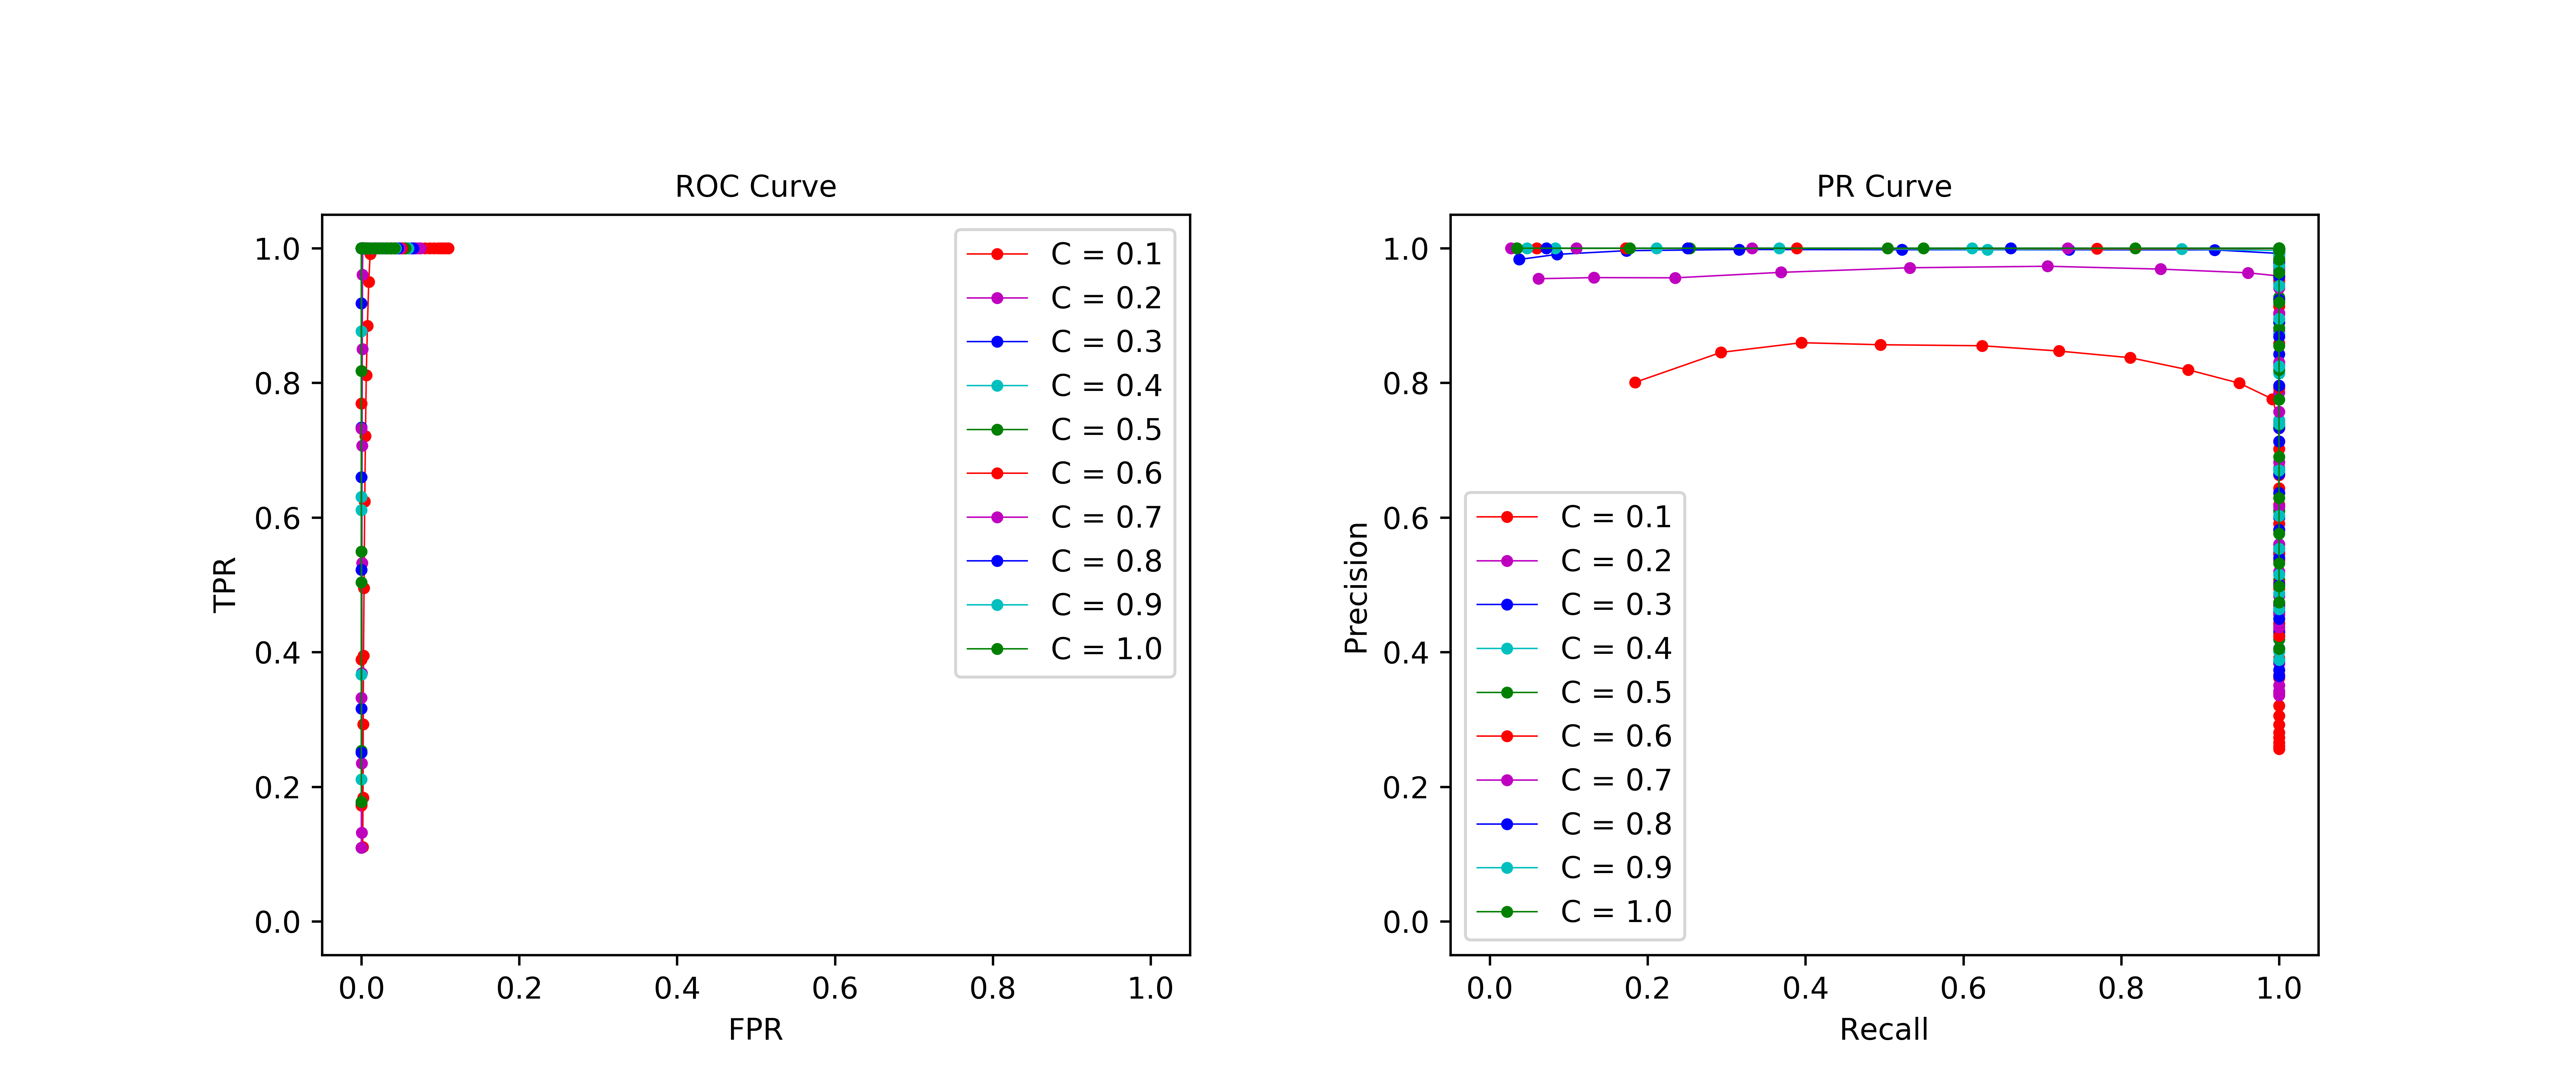 ROC Curve
1.0
0.8
0.6
0.4
0.2
0.0
TPR
0.0 0.2 0.4 0.6 0.8 1.0
FPR
C = 0.1
C = 0.2
C = 0.3
C = 0.4
C = 0.5
C = 0.6
C = 0.7
C = 0.8
C = 0.9
C = 1.0
PR Curve
1.0
0.8
0.6
0.4
0.2
0.0
Precision
0.0 0.2 0.4 0.6 0.8 1.0
Recall
C = 0.1
C = 0.2
C = 0.3
C = 0.4
C = 0.5
C = 0.6
C = 0.7
C = 0.8
C = 0.9
C = 1.0